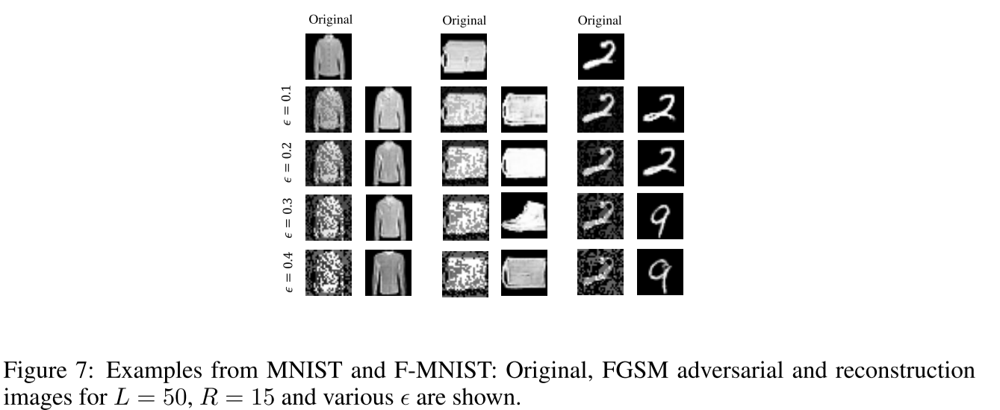 Original Original Original
ϵ = 0.1
ϵ = 0.2
ϵ = 0.3
ϵ = 0.4
Figure 7: Examples from MNIST and F-MNIST: Original, FGSM adversarial and reconstruction
images for L = 50, R = 15 and various ϵ are shown.